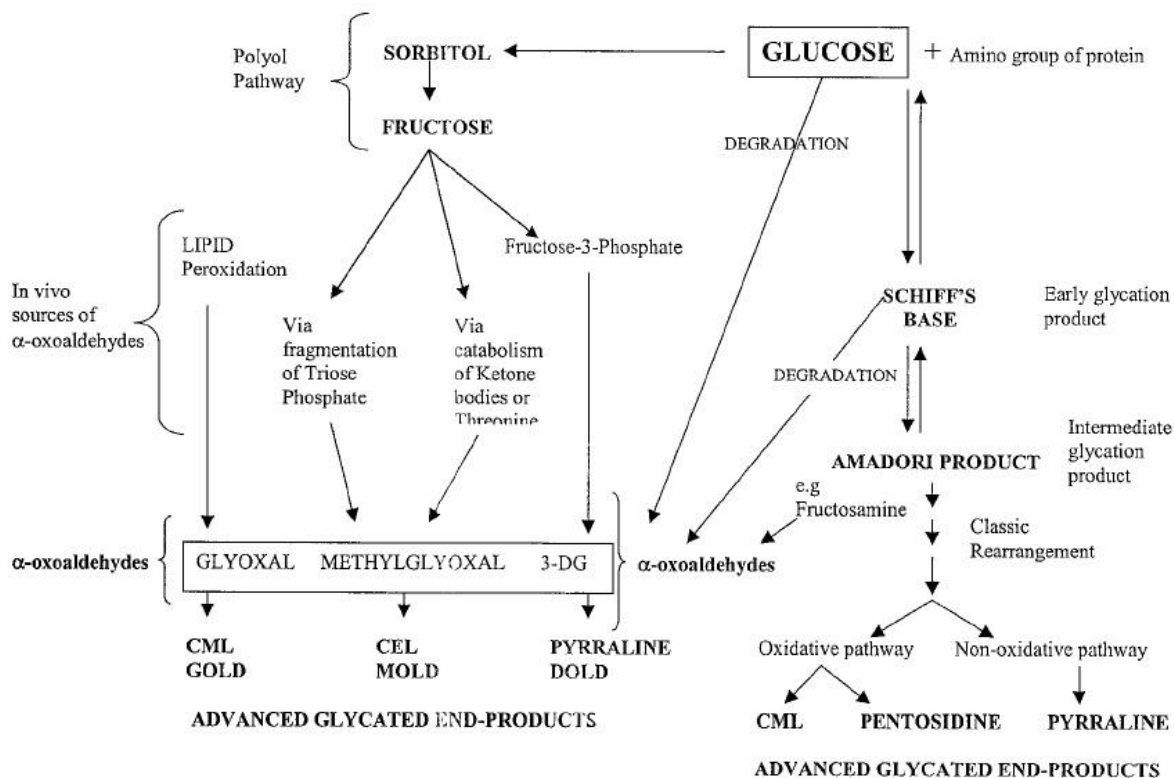 Polyol
Pathway
SORBITOL
GLUCOSE
+ Amino group of protein
FRUCTOSE
DEGRADATION
In vivo
sources of
α-oxoaldehydes
LIPID
Peroxidation
Fructose-3-Phosphate
Via
fragmentation
of Triose
Phosphate
Via
catabolism
of Ketone
bodies or
Threonine
SCHIFF'S
BASE
Early glycation
product
DEGRADATION
AMADORI PRODUCT
Intermediate
glycation
product
e.g
Fructosamine
Classic
Rearrangement
α-oxoaldehydes
GLYOXAL METHYLGLYOXAL 3-DG
α-oxoaldehydes
CML
GOLD
CEL
MOLD
PYRRALINE
DOLD
ADVANCED GLYCATED END-PRODUCTS
Oxidative pathway
Non-oxidative pathway
CML
PENTOSIDINE
PYRRALINE
ADVANCED GLYCATED END-PRODUCTS